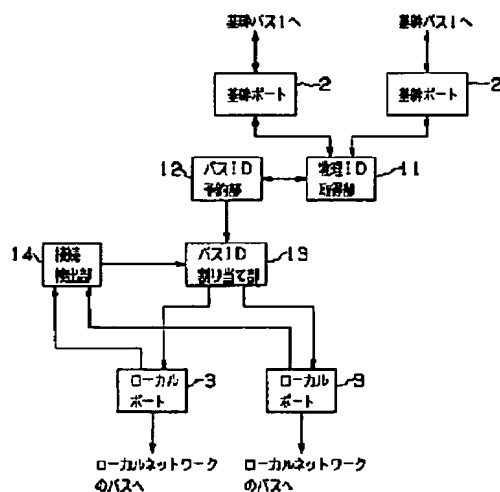 基幹バス1へ
基幹バス1へ
基幹ポート
2
基幹ポート
2
12
バスID
予約部
物理ID
取得部
11
14
接続
検出部
バスID
割り当て部
13
ローカル
ポート
3
ローカル
ポート
3
ローカルネットワーク
のバスへ
ローカルネットワーク
のバスへ